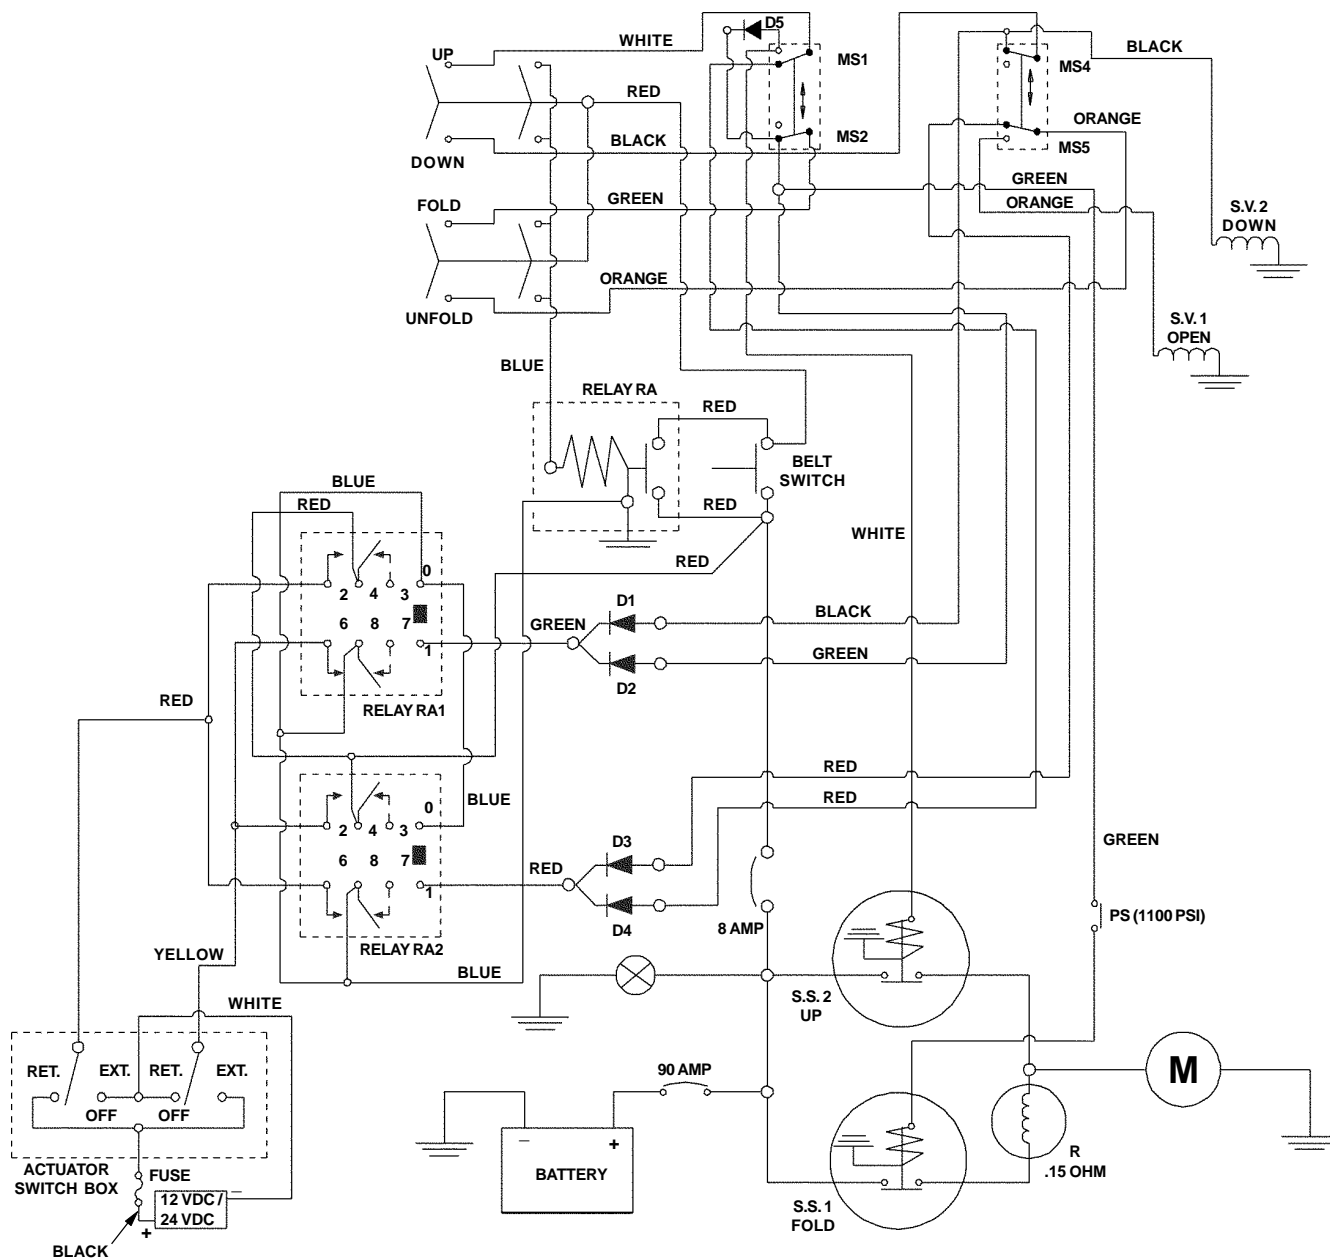 D5
UP
WHITE
BLACK
MS1
MS4
RED
ORANGE
MS2
MS5
BLACK
DOWN
GREEN
FOLD
GREEN
ORANGE
S.V. 2
DOWN
ORANGE
UNFOLD
S.V. 1
OPEN
BLUE
RELAY RA
RED
BELT
SWITCH
BLUE
RED
RED
WHITE
RED
0
2 4 3
6 8 7
1
D1
BLACK
GREEN
GREEN
D2
RED
RELAY RA1
RED
BLUE
RED
0
2 4 3
6 8 7
1
D3
RED
GREEN
D4
8 AMP
PS (1100 PSI)
RELAY RA2
YELLOW
BLUE
WHITE
S.S. 2
UP
RET. EXT. RET. EXT.
OFF OFF
90 AMP
M
– +
BATTERY
R
.15 OHM
ACTUATOR
SWITCH BOX
FUSE
12 VDC /
24 VDC
–
+
BLACK
S.S. 1
FOLD